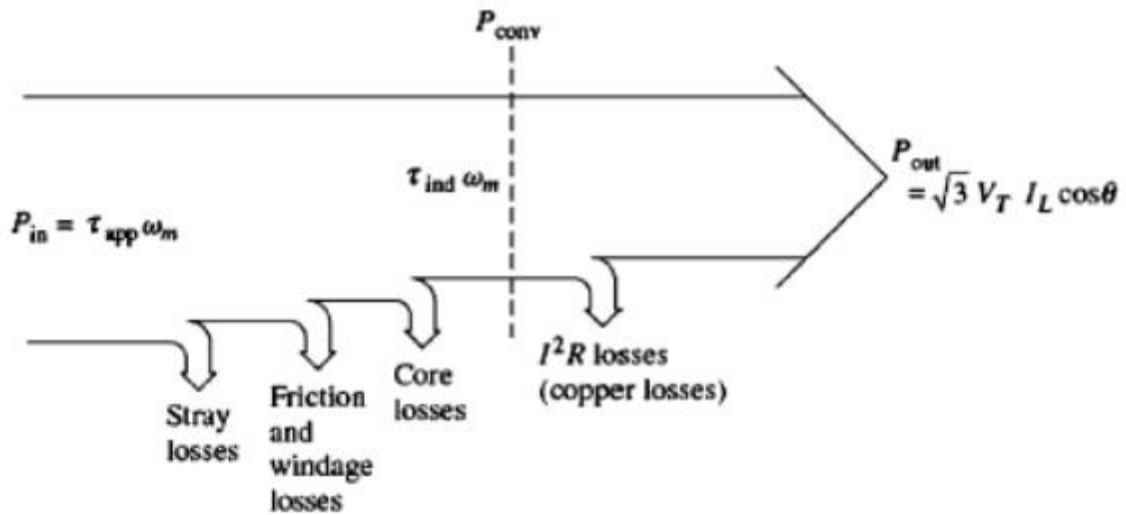 P_conv
τ_ind ω_m
P_out
= √3 V_T I_L cosθ
P_in = τ_app ω_m
Stray
losses
Friction
and
windage
losses
Core
losses
I²R losses
(copper losses)